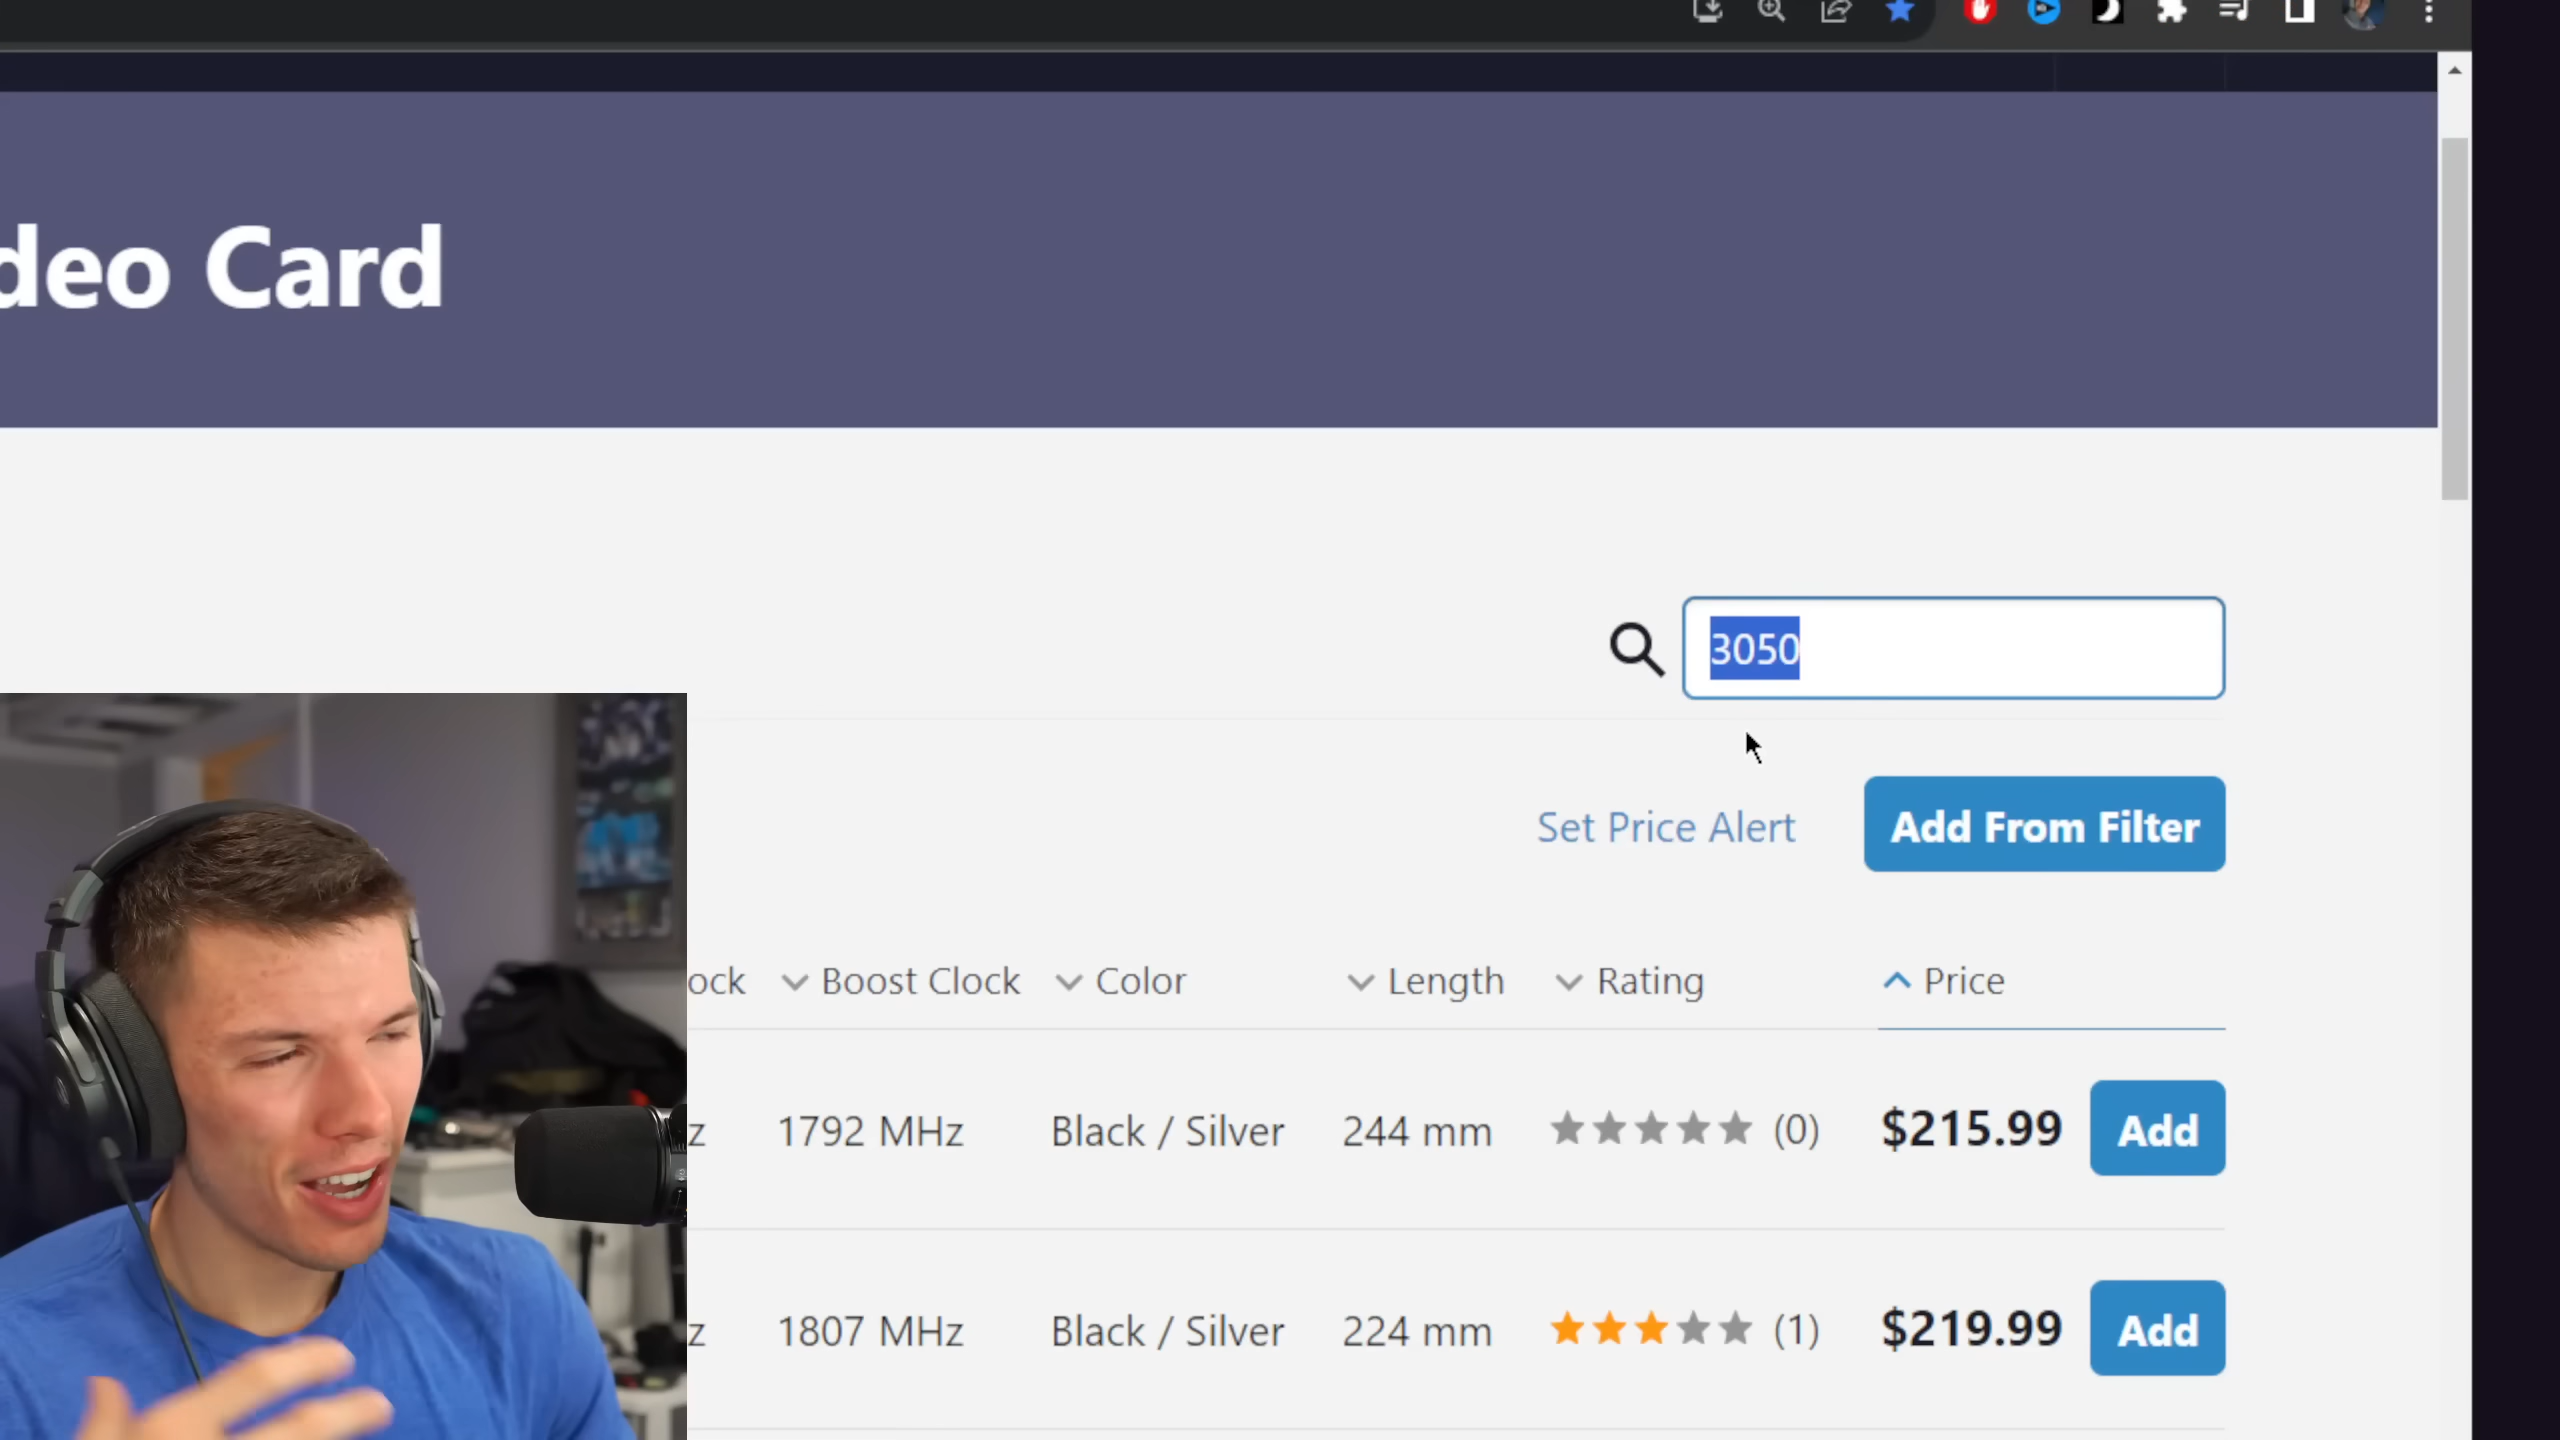 deo Card
3050
Set Price Alert
Add From Filter
ock Boost Clock Color Length Rating Price
z 1792 MHz Black / Silver 244 mm (0) $215.99 Add
z 1807 MHz Black / Silver 224 mm (1) $219.99 Add